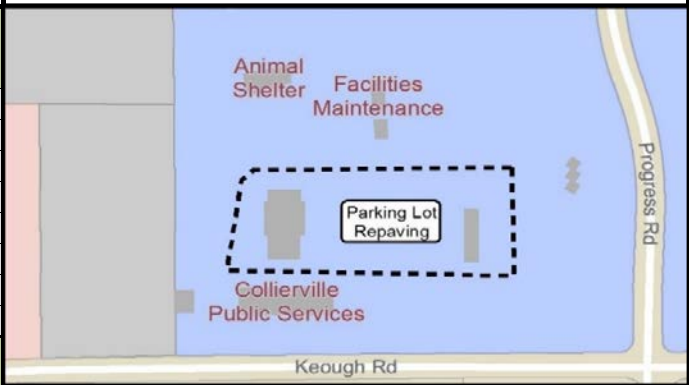 Animal
Shelter
Facilities
Maintenance
Progress Rd
Parking Lot
Repaving
Collierville
Public Services
Keough Rd